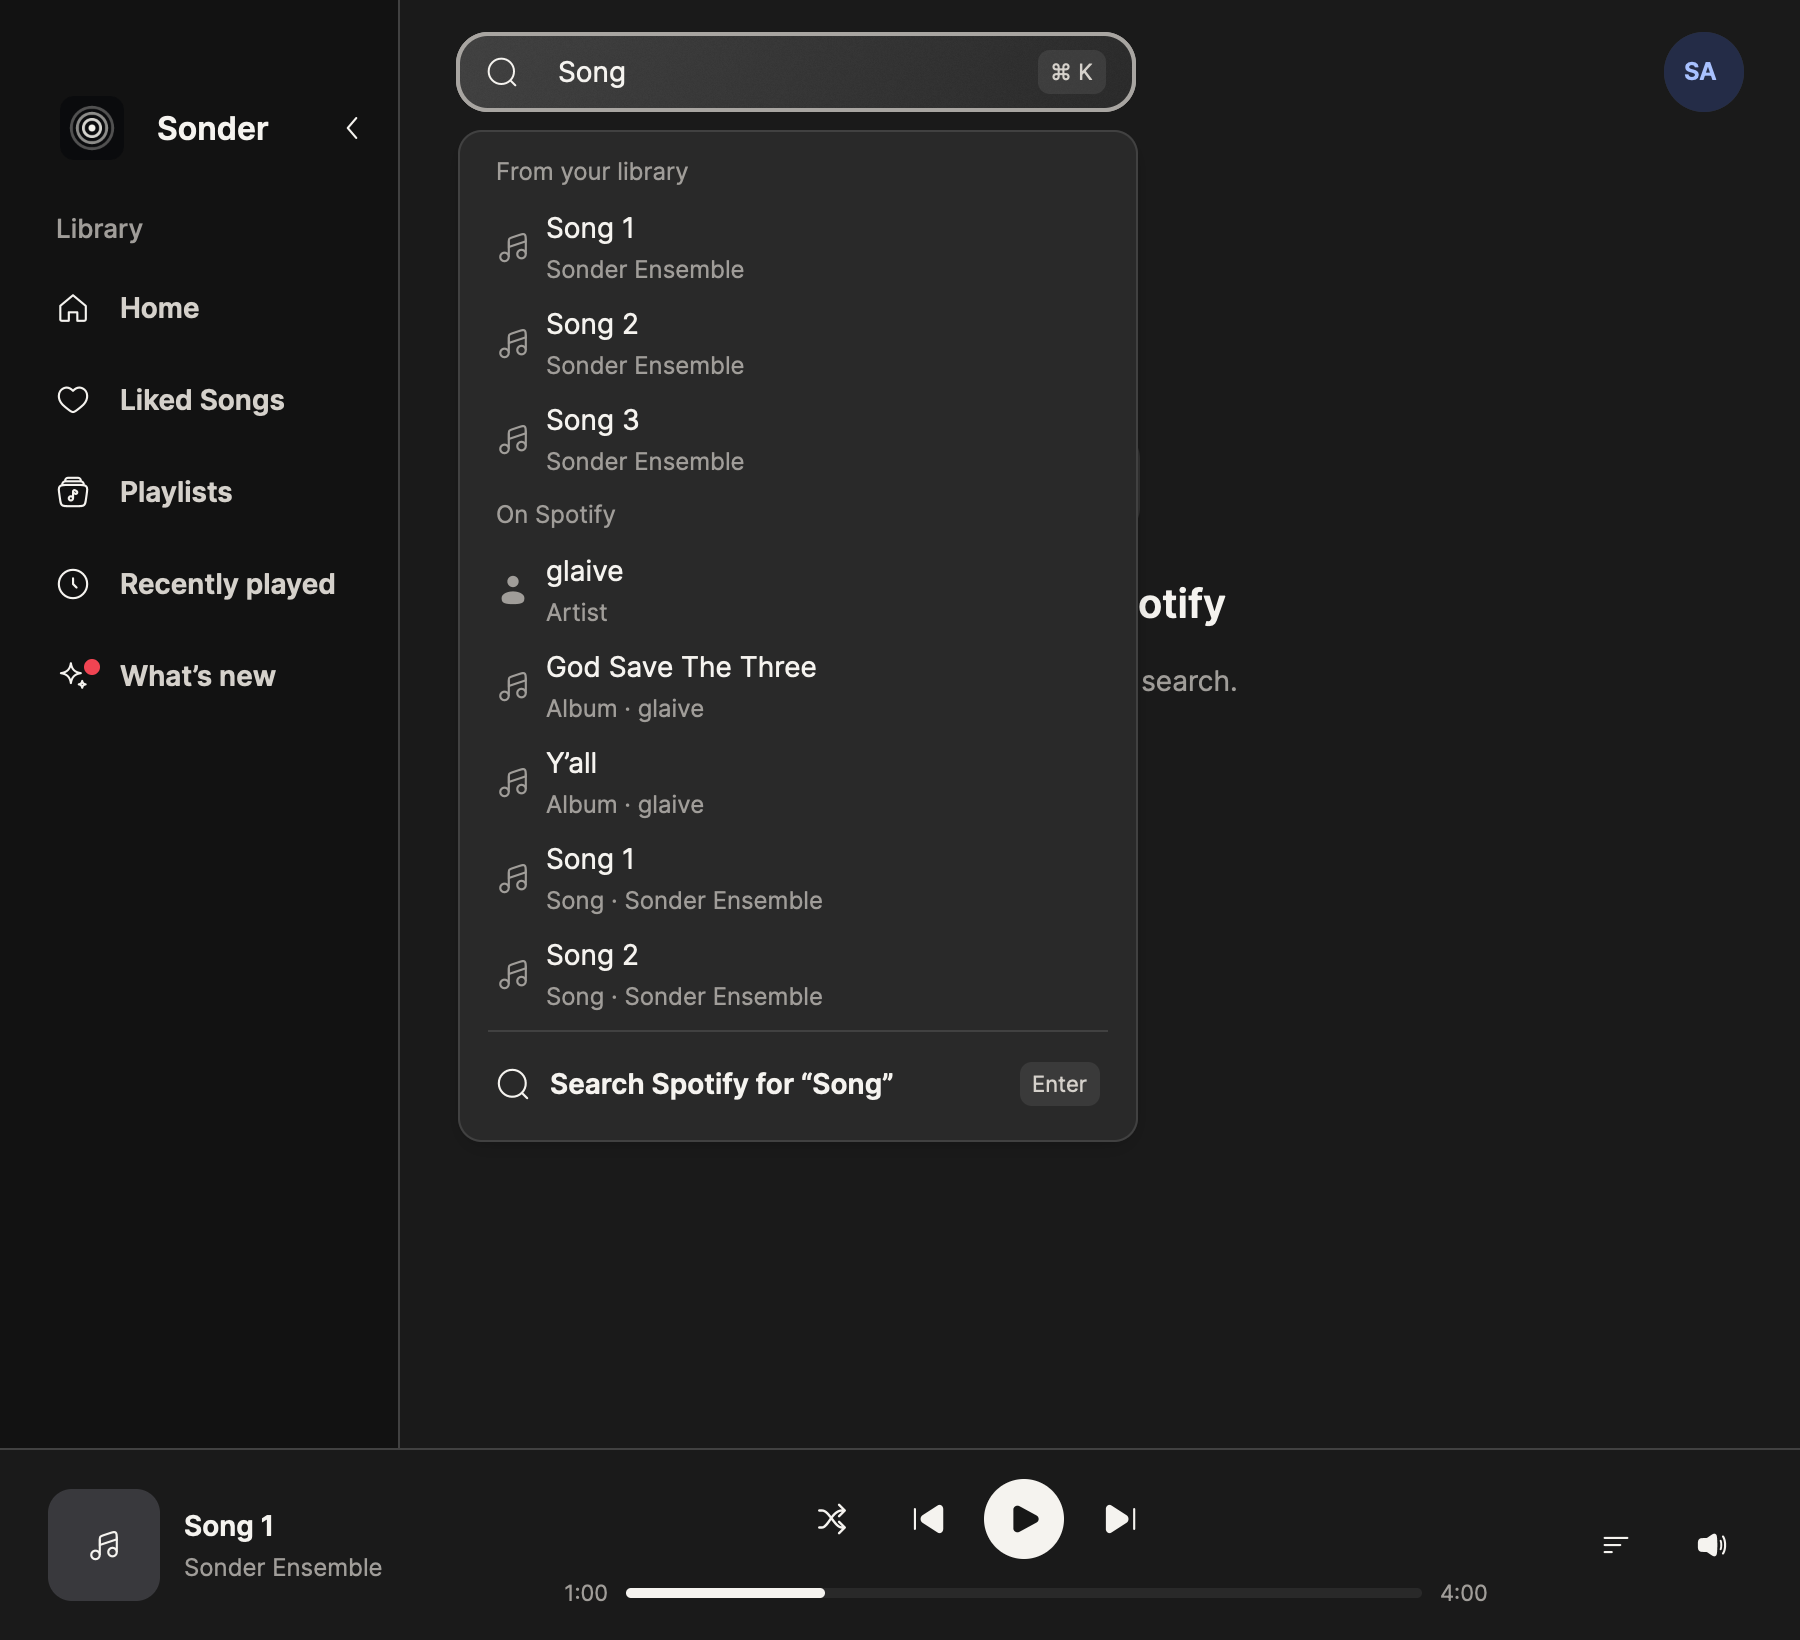 Song
⌘ K
SA
Sonder
Library
Home
Liked Songs
Playlists
Recently played
What’s new
From your library
Song 1
Sonder Ensemble
Song 2
Sonder Ensemble
Song 3
Sonder Ensemble
On Spotify
glaive
Artist
God Save The Three
Album · glaive
Y’all
Album · glaive
Song 1
Song · Sonder Ensemble
Song 2
Song · Sonder Ensemble
Search Spotify for “Song”
Enter
otify
search.
Song 1
Sonder Ensemble
1:00
4:00